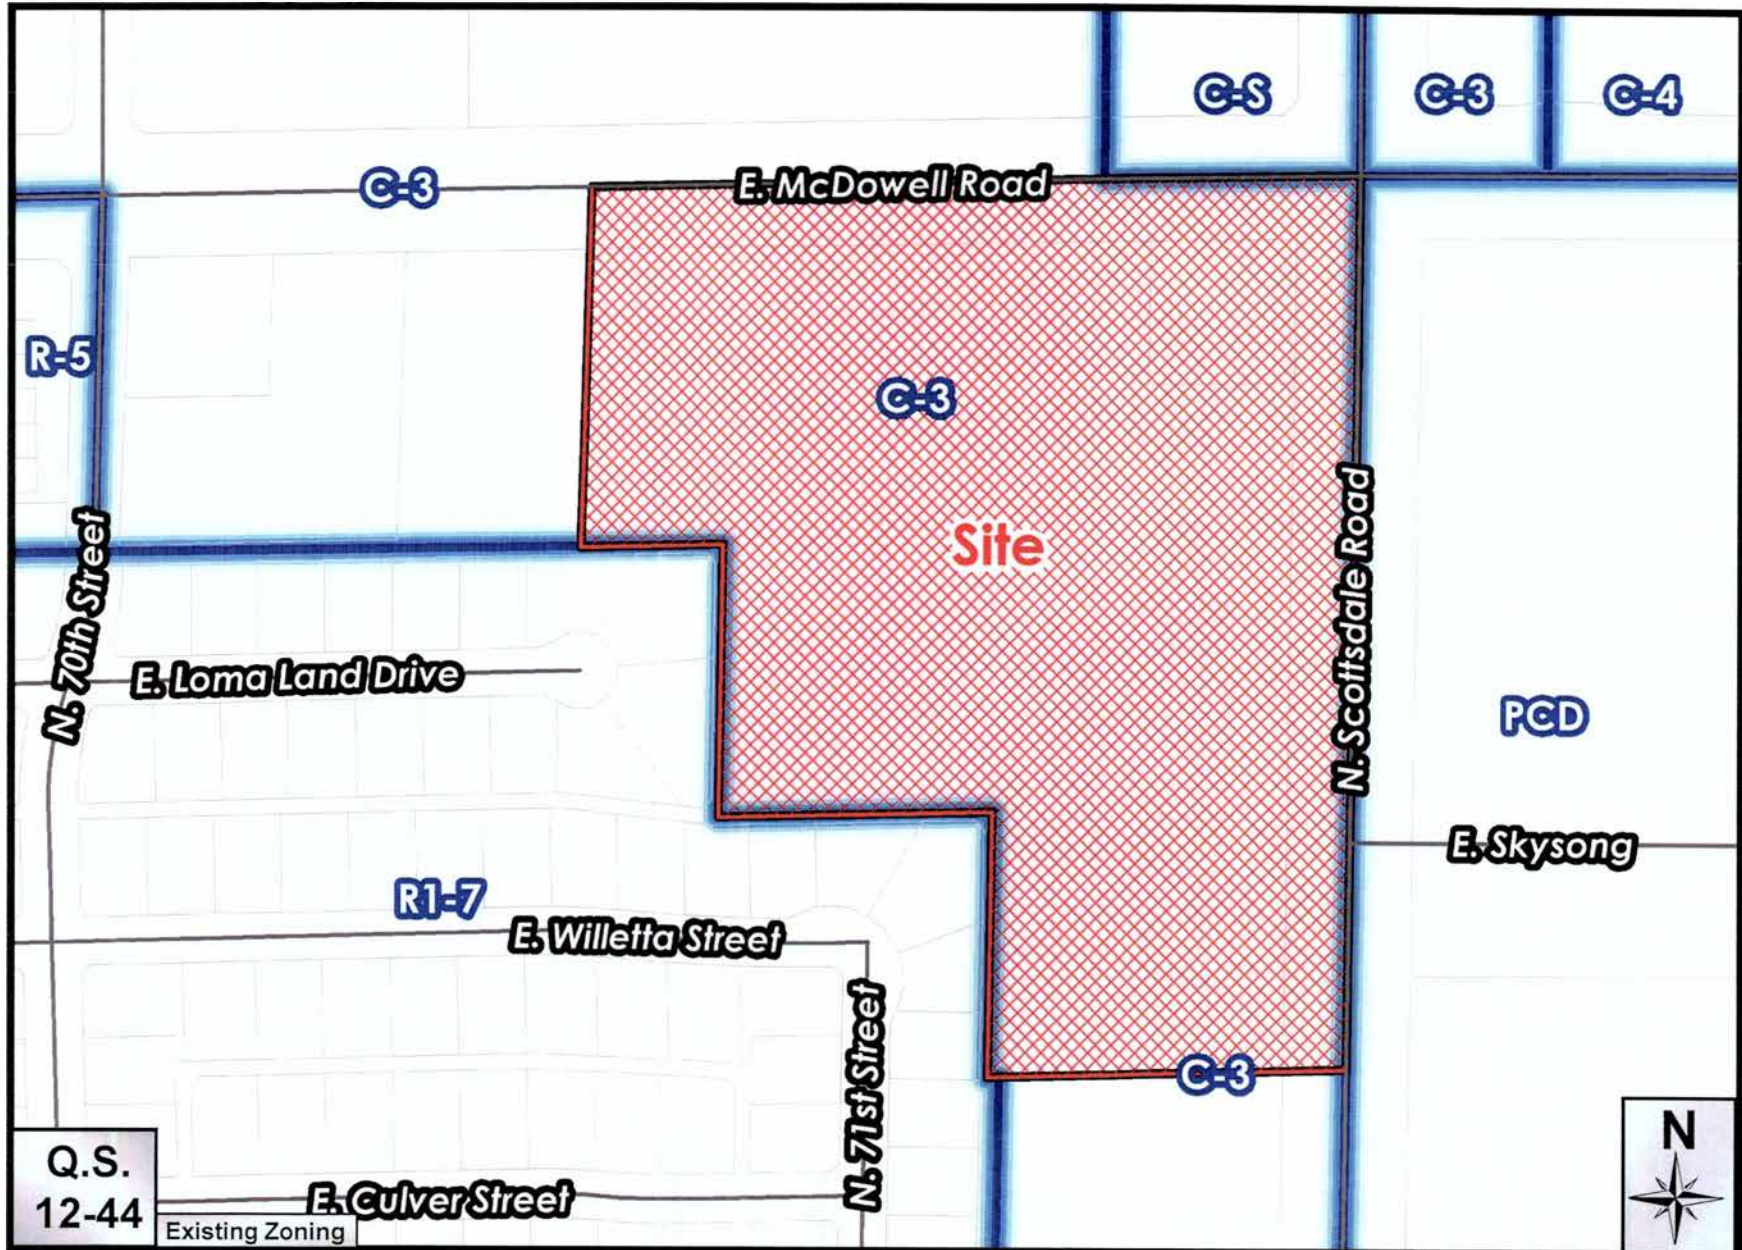 C-S
C-3
C-4
C-3
E. McDowell Road
R-5
C-3
N. Scottsdale Road
Site
N. 70th Street
E. Loma Land Drive
PCD
E. Skysong
R1-7
E. Willetta Street
N. 71st Street
C-3
E. Culver Street
Q.S.
12-44
Existing Zoning
N